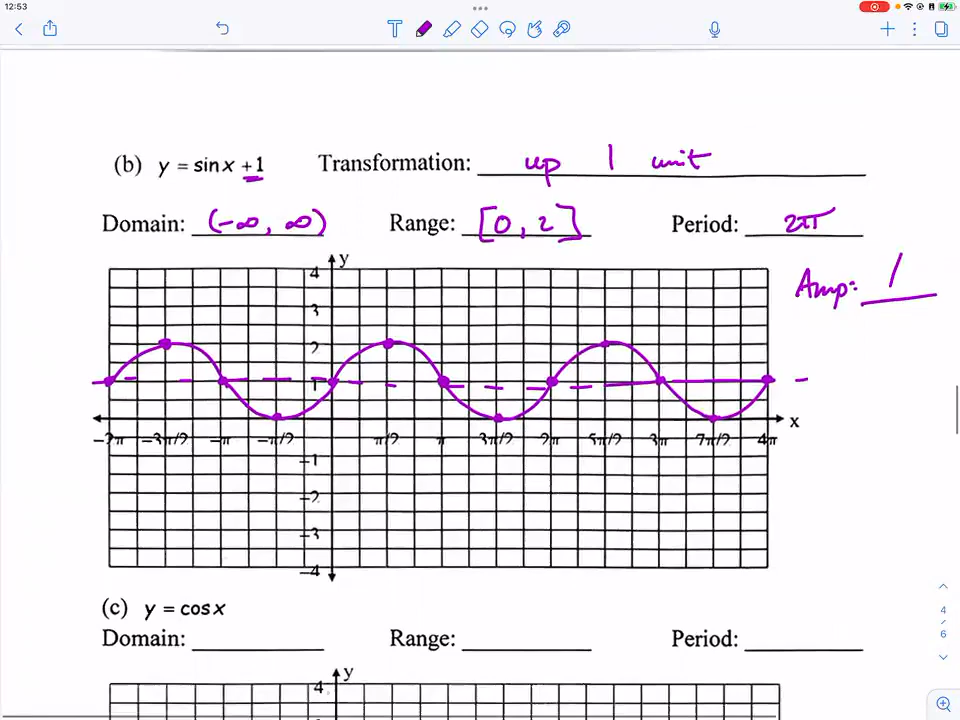 12:53
(b) y = sin x + 1 Transformation: up 1 unit
Domain: (-∞, ∞) Range: [0, 2] Period: 2π
Amp: 1
y
4
3
2
1
x
-2π -3π/2 -π -π/2 π/2 π 3π/2 2π 5π/2 3π 7π/2 4π
-1
-2
-3
-4
(c) y = cos x
Domain: Range: Period:
y
4
4
/
6